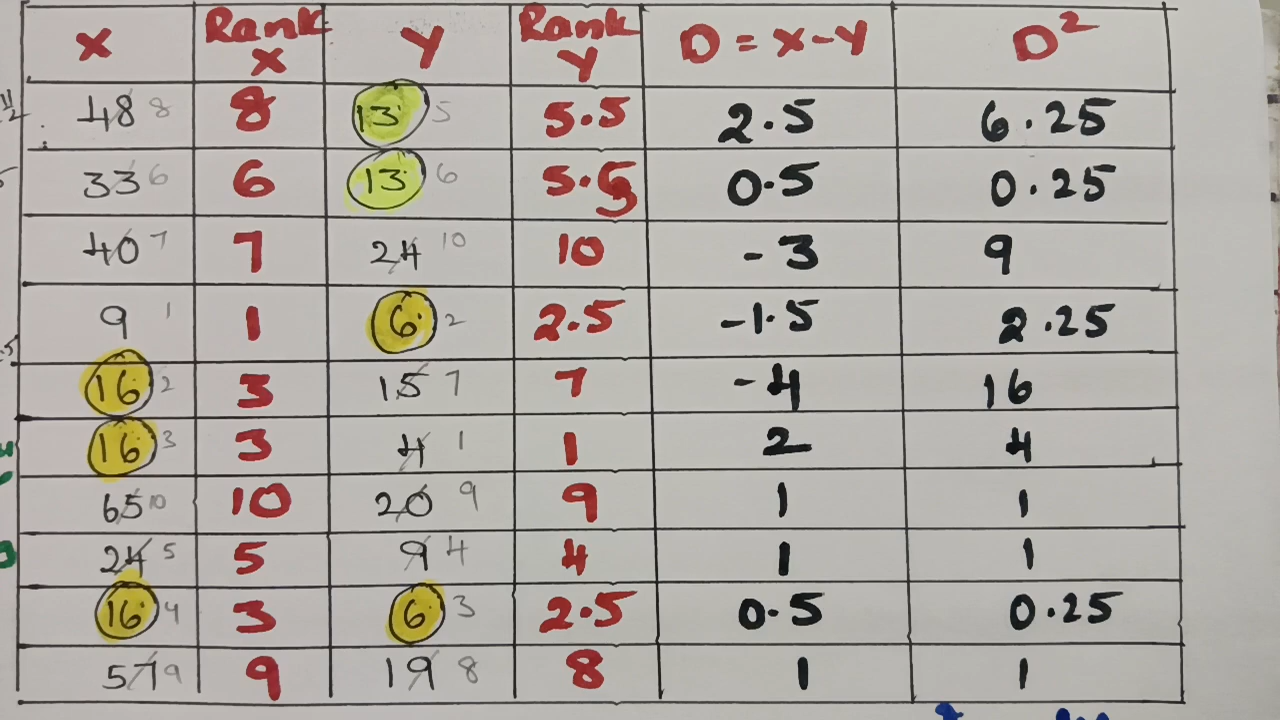 X Rank X Y Rank Y D = X - Y D²
48 8 8 13 5 5.5 2.5 6.25
33 6 6 13 6 5.5 0.5 0.25
40 7 7 24 10 10 -3 9
9 1 1 6 2 2.5 -1.5 2.25
16 2 3 15 7 7 -4 16
16 3 3 4 1 1 2 4
65 10 10 20 9 9 1 1
24 5 5 9 4 4 1 1
16 4 3 6 3 2.5 0.5 0.25
57 9 9 19 8 8 1 1